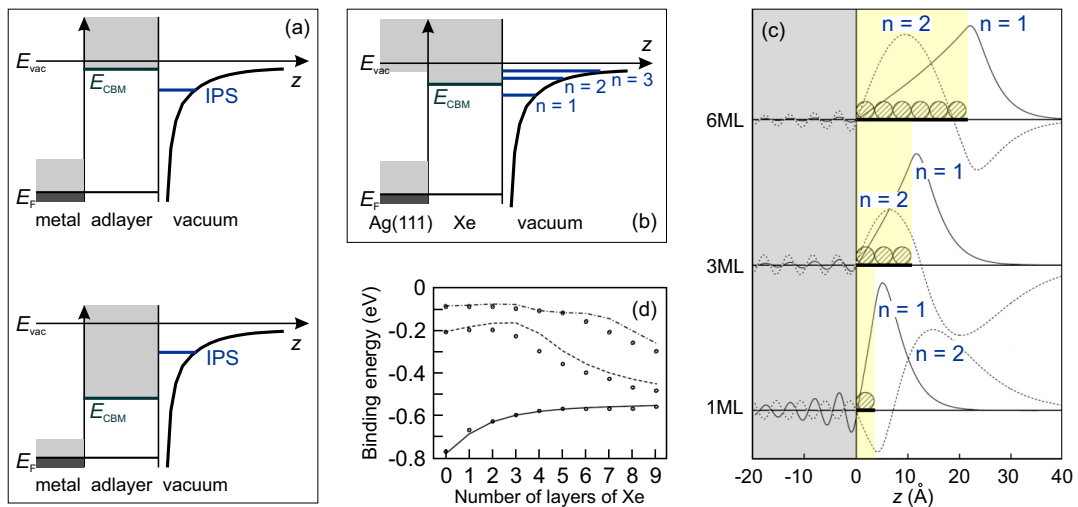 (a)
E_vac
z
E_CBM
IPS
E_F
metal adlayer vacuum
E_vac
z
IPS
E_CBM
E_F
metal adlayer vacuum
z
E_vac
n = 3
n = 2
E_CBM
n = 1
E_F
(b)
Ag(111) Xe vacuum
(c)
n = 2
n = 1
6ML
n = 1
n = 2
3ML
n = 1
n = 2
1ML
-20 -10 0 10 20 30 40
z (Å)
(d)
Binding energy (eV)
0
-0.2
-0.4
-0.6
-0.8
0 1 2 3 4 5 6 7 8 9
Number of layers of Xe